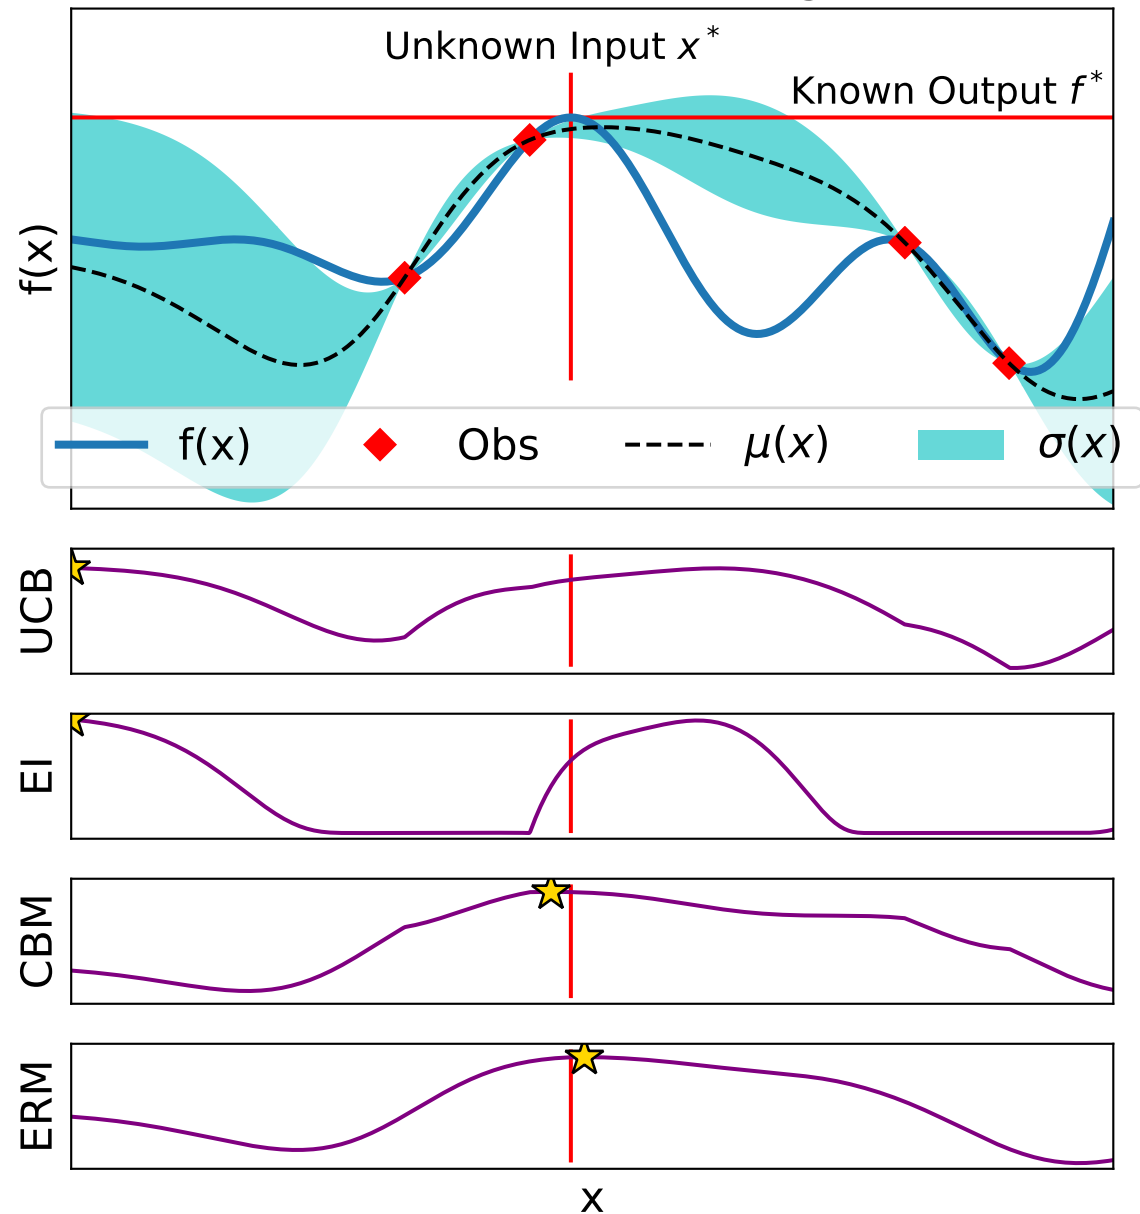 Unknown Input x*
Known Output f*
f(x)
f(x) Obs μ(x) σ(x)
UCB
EI
CBM
ERM
x